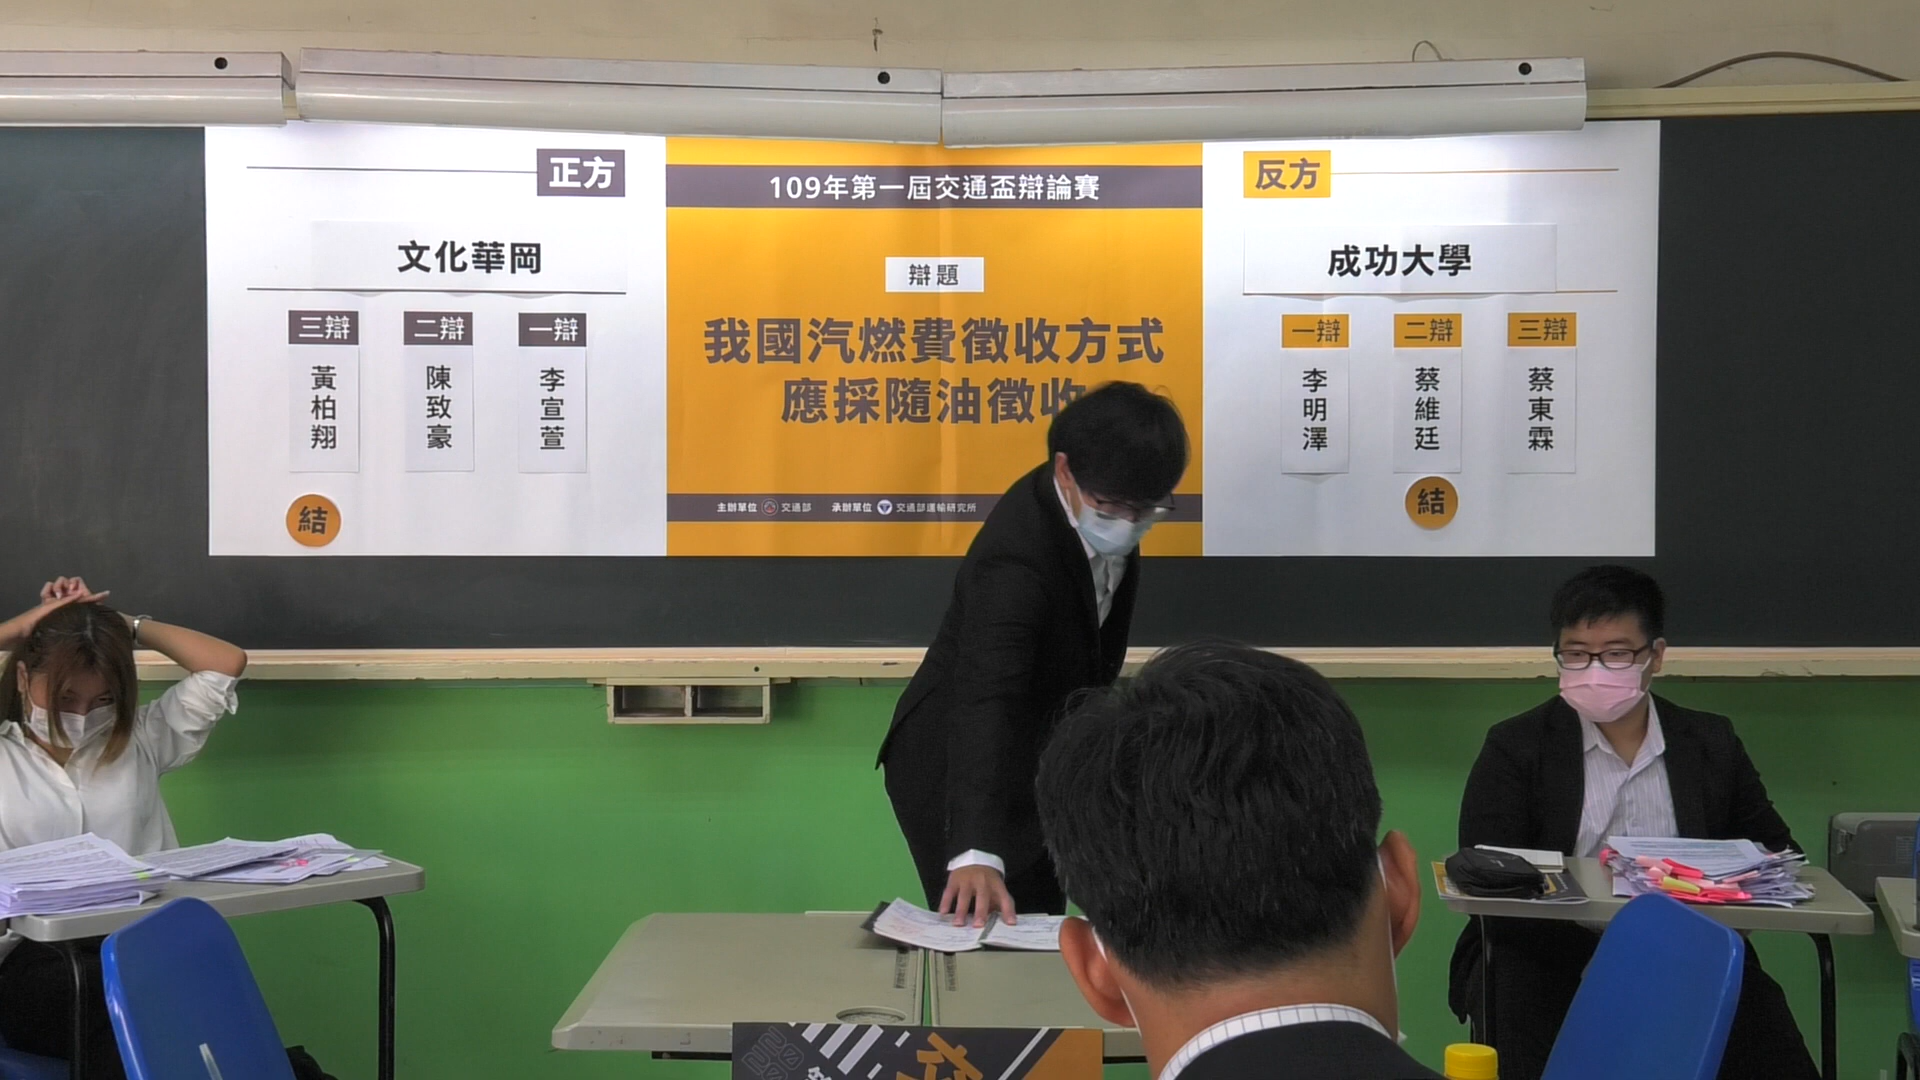 正方
文化華岡
三辯
二辯
一辯
黃柏翔
陳致豪
李宣萱
結
109年第一屆交通盃辯論賽
辯題
我國汽燃費徵收方式
應採隨油徵收
主辦單位 交通部 承辦單位 交通部運輸研究所
反方
成功大學
一辯
二辯
三辯
李明澤
蔡維廷
蔡東霖
結